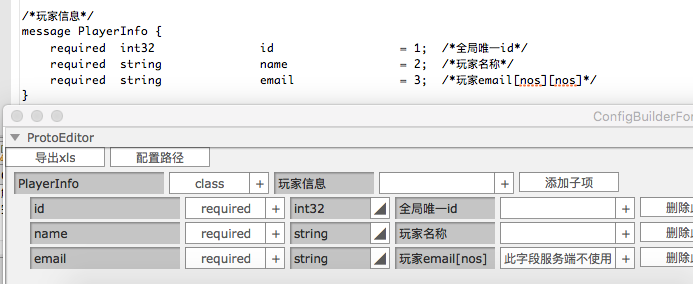 /*玩家信息*/
message PlayerInfo {
required int32 id = 1; /*全局唯一id*/
required string name = 2; /*玩家名称*/
required string email = 3; /*玩家email[nos][nos]*/
}
ConfigBuilderFor
ProtoEditor
导出xls 配置路径
PlayerInfo class + 玩家信息 + 添加子项
id required + int32 全局唯一id + 删除此
name required + string 玩家名称 + 删除此
email required + string 玩家email[nos] 此字段服务端不使用 + 删除此